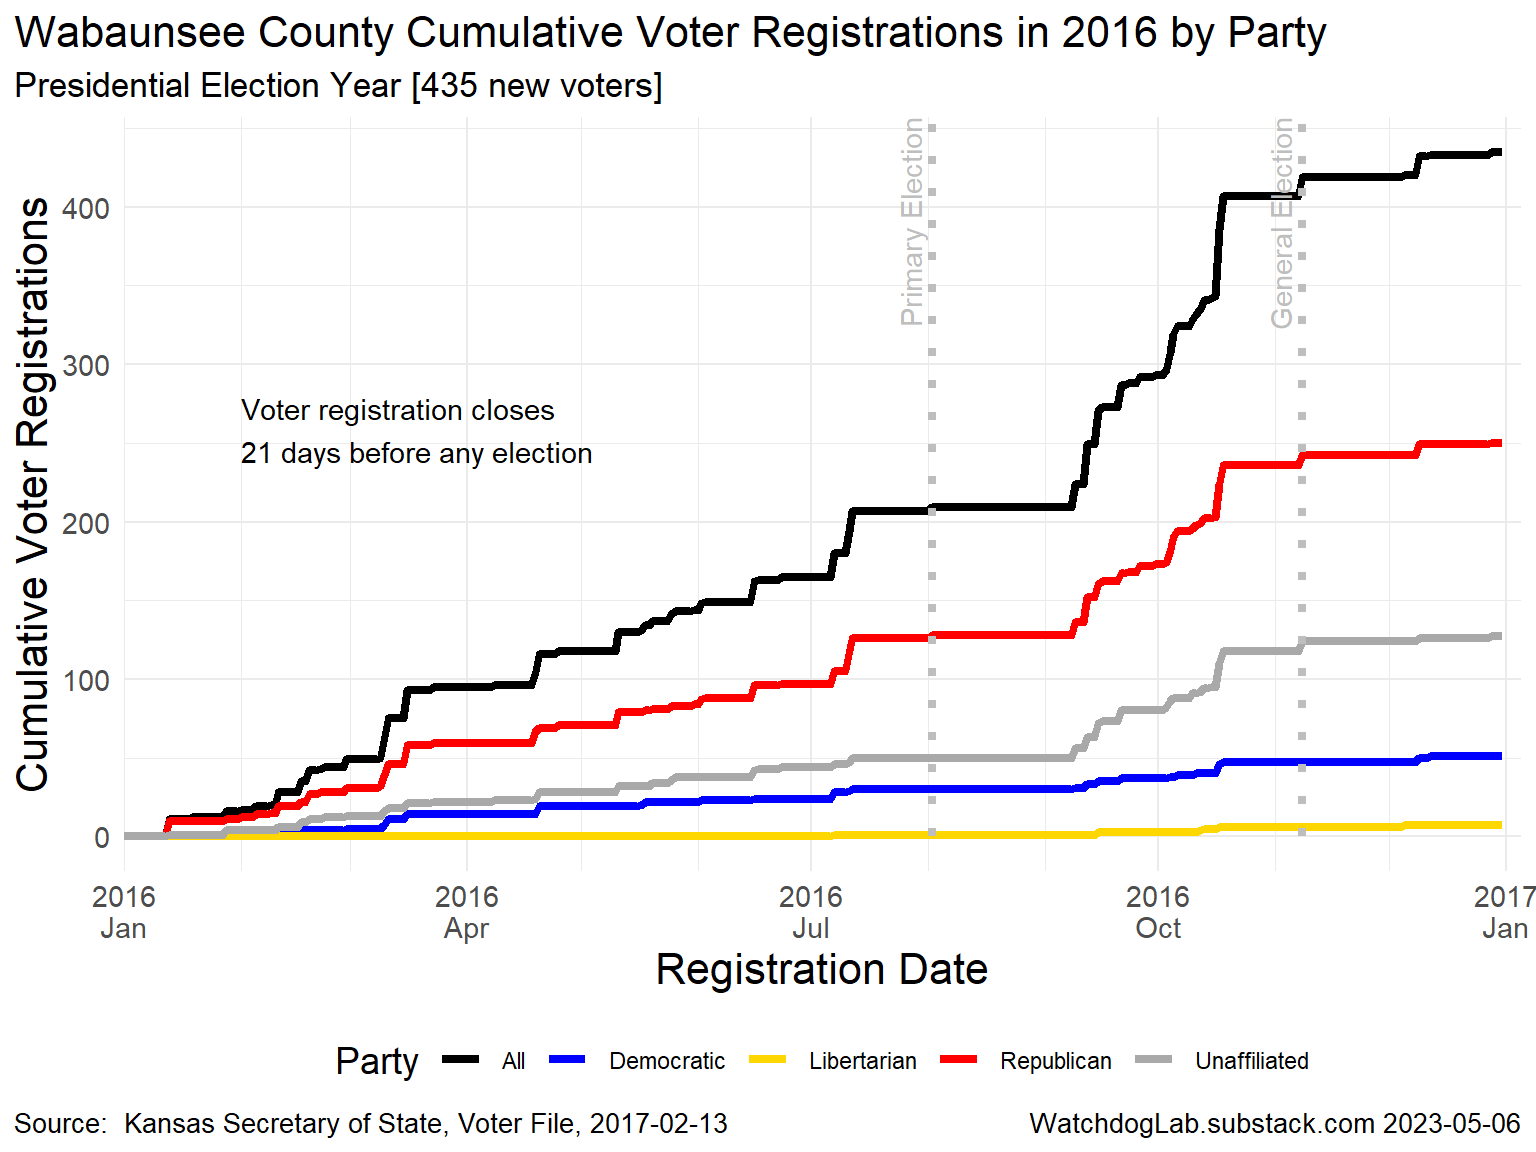 Wabaunsee County Cumulative Voter Registrations in 2016 by Party
Presidential Election Year [435 new voters]
Cumulative Voter Registrations
400
300
200
100
0
Primary Election
General Election
Voter registration closes
21 days before any election
2016
Jan
2016
Apr
2016
Jul
2016
Oct
2017
Jan
Registration Date
Party
All
Democratic
Libertarian
Republican
Unaffiliated
Source:  Kansas Secretary of State, Voter File, 2017-02-13
WatchdogLab.substack.com 2023-05-06